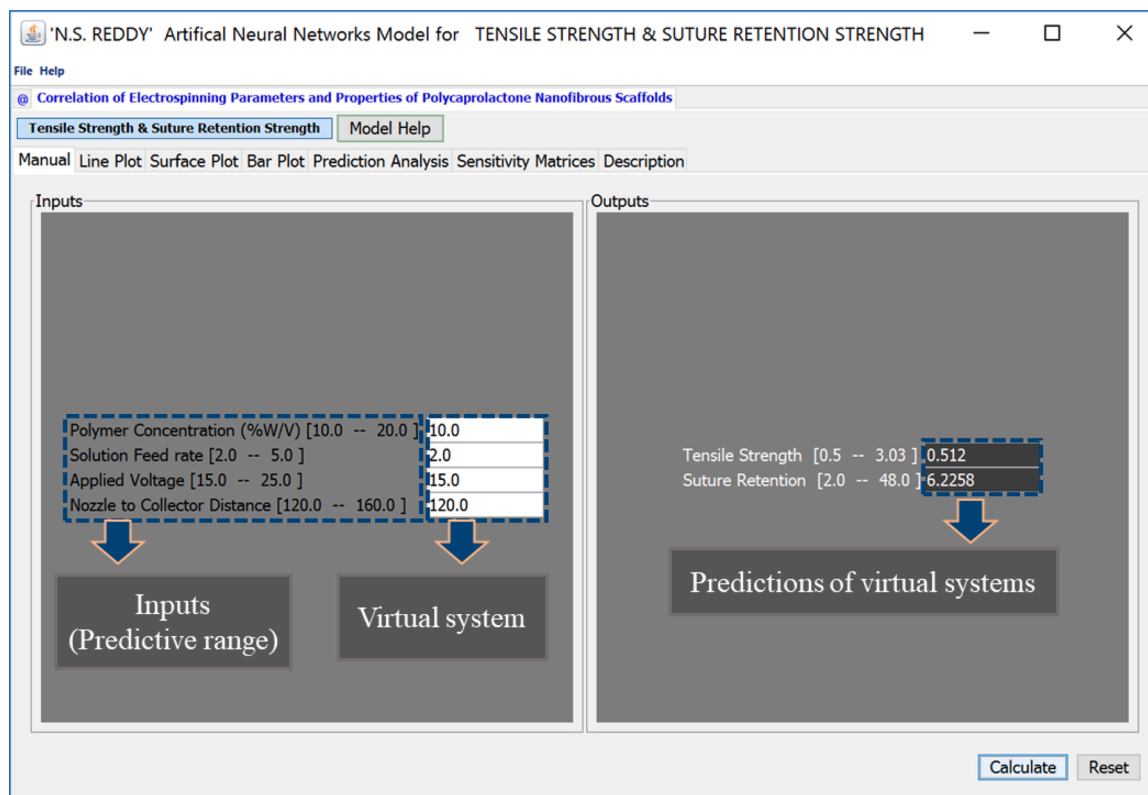 'N.S. REDDY' Artifical Neural Networks Model for TENSILE STRENGTH & SUTURE RETENTION STRENGTH
File Help
@ Correlation of Electrospinning Parameters and Properties of Polycaprolactone Nanofibrous Scaffolds
Tensile Strength & Suture Retention Strength Model Help
Manual Line Plot Surface Plot Bar Plot Prediction Analysis Sensitivity Matrices Description
Inputs
Polymer Concentration (%W/V) [10.0 -- 20.0 ] 10.0
Solution Feed rate [2.0 -- 5.0 ] 2.0
Applied Voltage [15.0 -- 25.0 ] 15.0
Nozzle to Collector Distance [120.0 -- 160.0 ] 120.0
Inputs
(Predictive range)
Virtual system
Outputs
Tensile Strength [0.5 -- 3.03 ] 0.512
Suture Retention [2.0 -- 48.0 ] 6.2258
Predictions of virtual systems
Calculate Reset